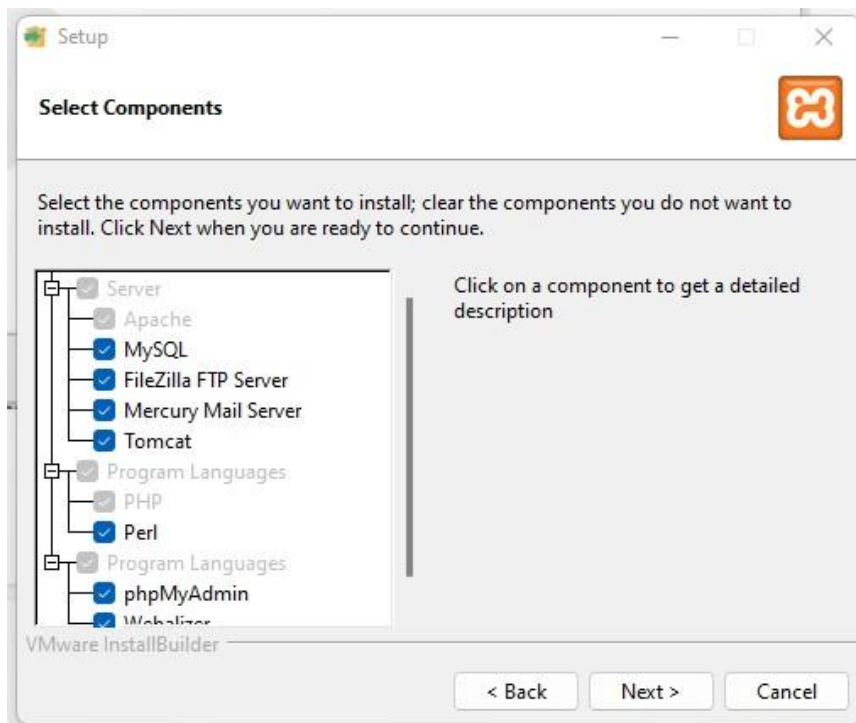 Setup
Select Components
Select the components you want to install; clear the components you do not want to
install. Click Next when you are ready to continue.
Server
Apache
MySQL
FileZilla FTP Server
Mercury Mail Server
Tomcat
Program Languages
PHP
Perl
Program Languages
phpMyAdmin
Webalizer
Click on a component to get a detailed
description
VMware InstallBuilder
< Back
Next >
Cancel